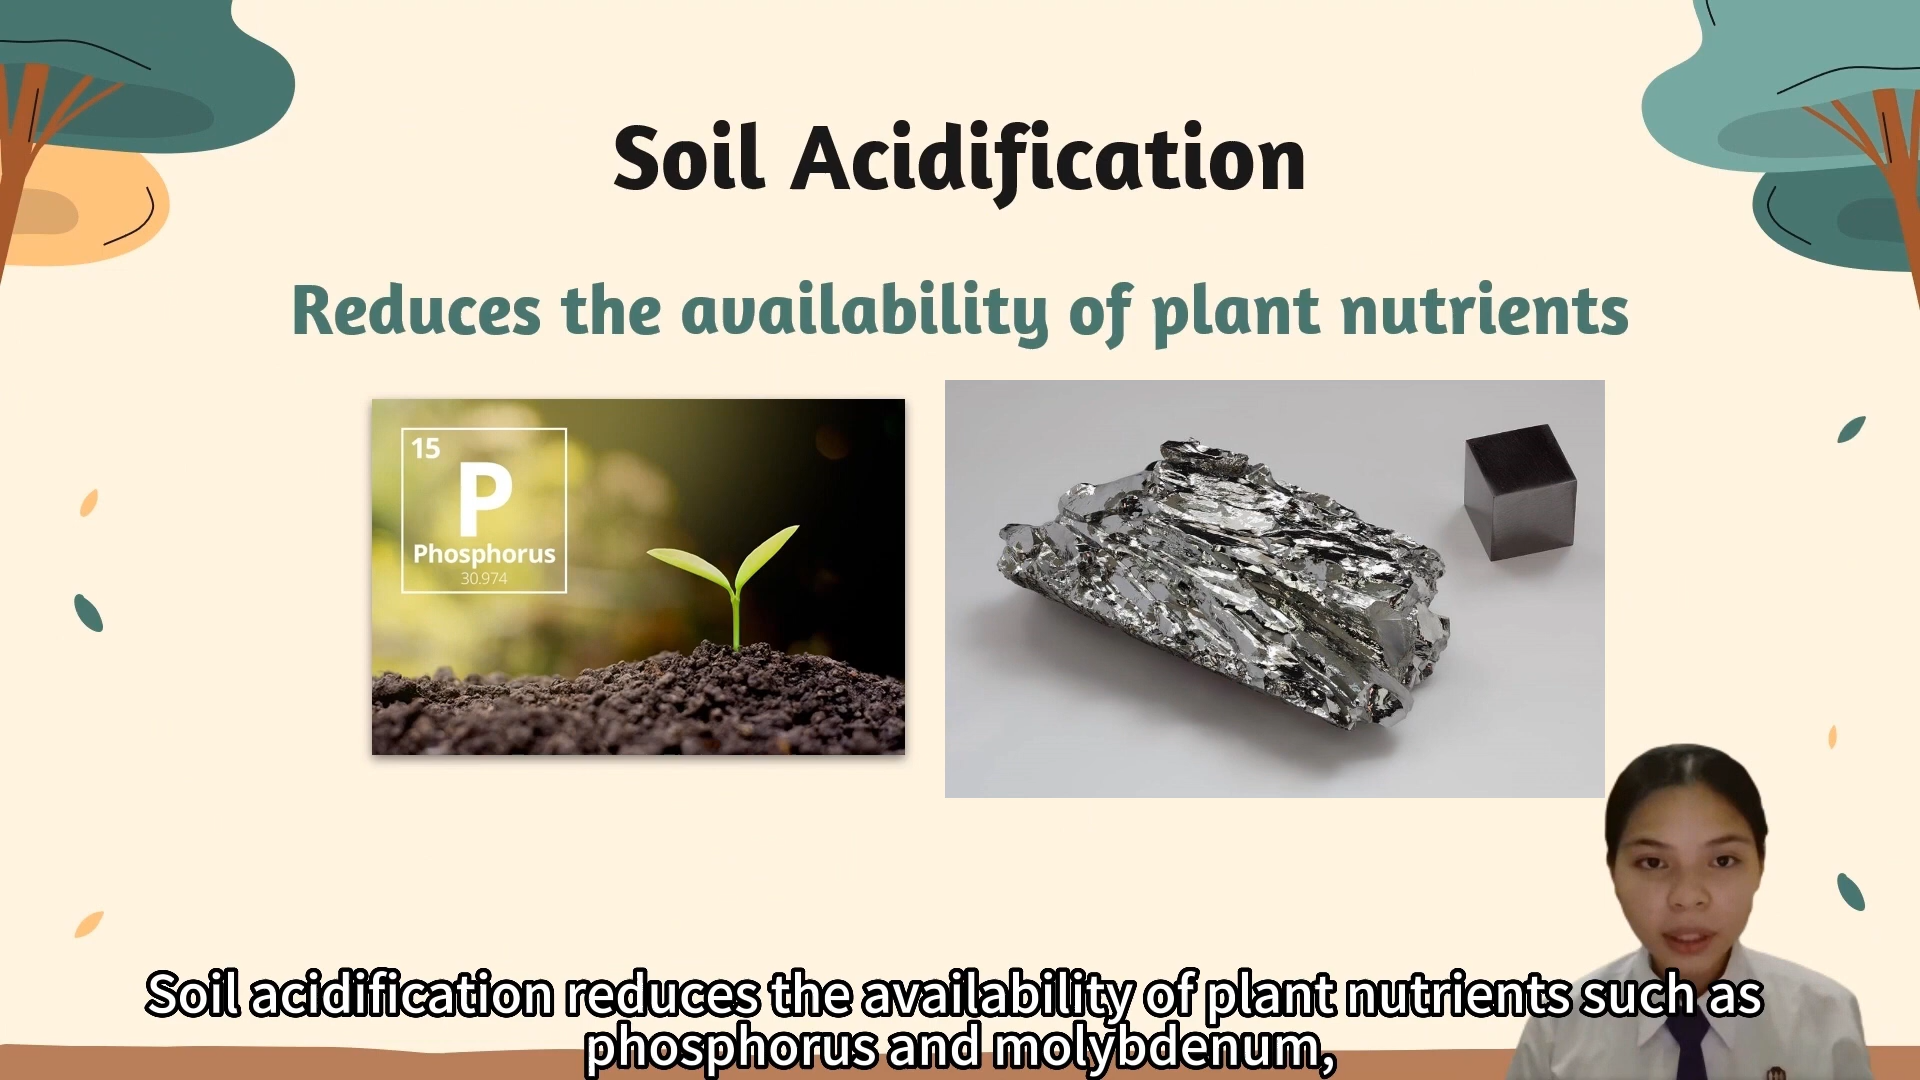 Soil Acidification
Reduces the availability of plant nutrients
15
P
Phosphorus
30.974
Soil acidification reduces the availability of plant nutrients such as
phosphorus and molybdenum,